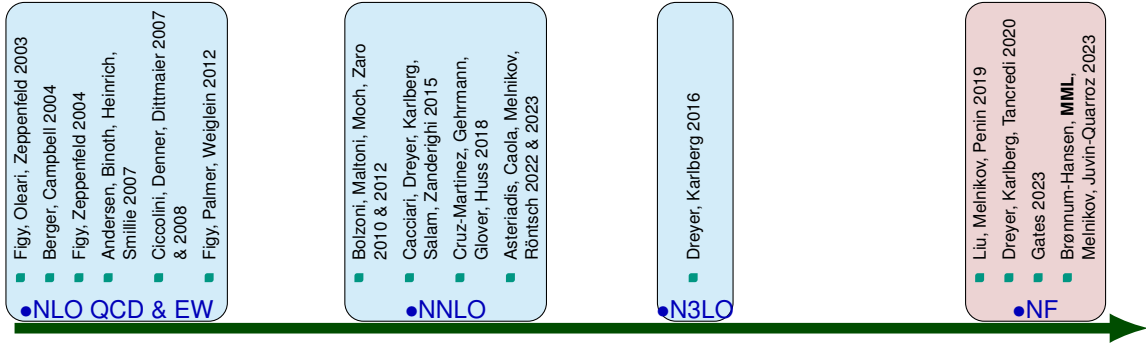 Figy, Oleari, Zeppenfeld 2003
Berger, Campbell 2004
Figy, Zeppenfeld 2004
Andersen, Binoth, Heinrich,
Smillie 2007
Ciccolini, Denner, Dittmaier 2007
& 2008
Figy, Palmer, Weiglein 2012
•NLO QCD & EW
Bolzoni, Maltoni, Moch, Zaro
2010 & 2012
Cacciari, Dreyer, Karlberg,
Salam, Zanderighi 2015
Cruz-Martinez, Gehrmann,
Glover, Huss 2018
Asteriadis, Caola, Melnikov,
Röntsch 2022 & 2023
•NNLO
Dreyer, Karlberg 2016
•N3LO
Liu, Melnikov, Penin 2019
Dreyer, Karlberg, Tancredi 2020
Gates 2023
Brønnum-Hansen, MML,
Melnikov, Juvin-Quarroz 2023
•NF